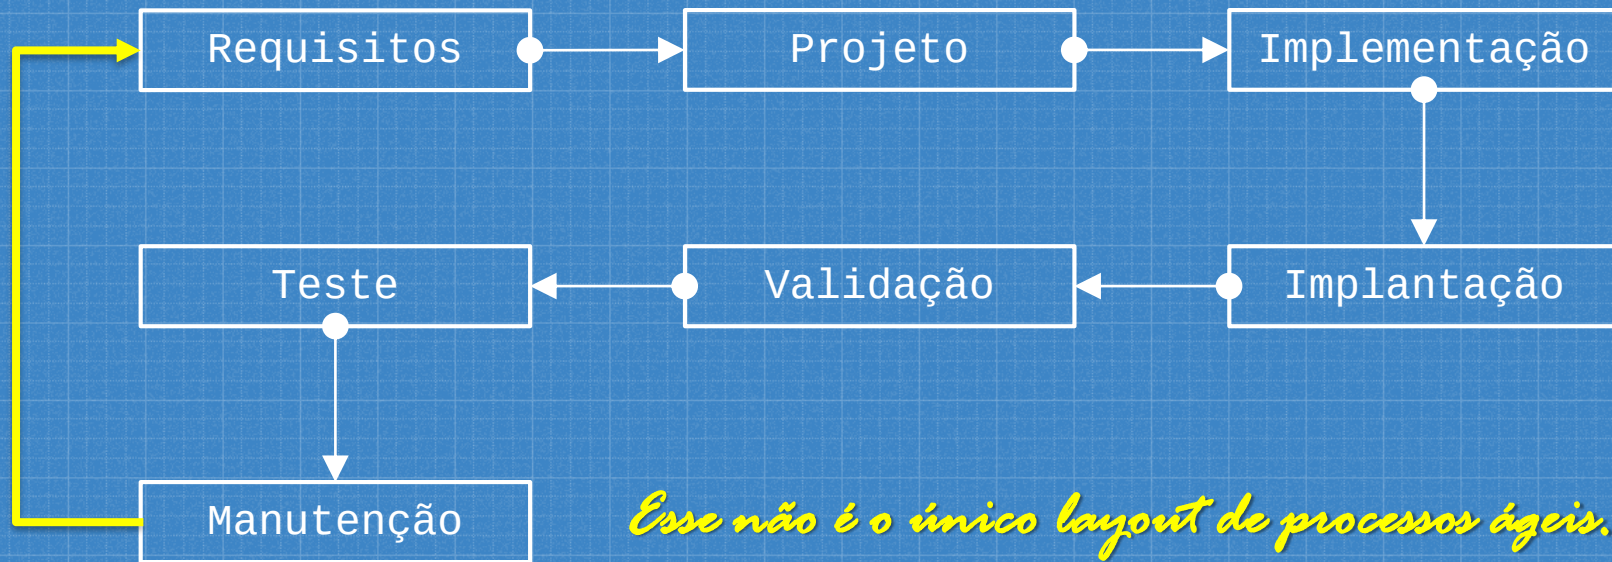 Requisitos
Projeto
Implementação
Teste
Validação
Implantação
Manutenção
Esse não é o único layout de processos ágeis.